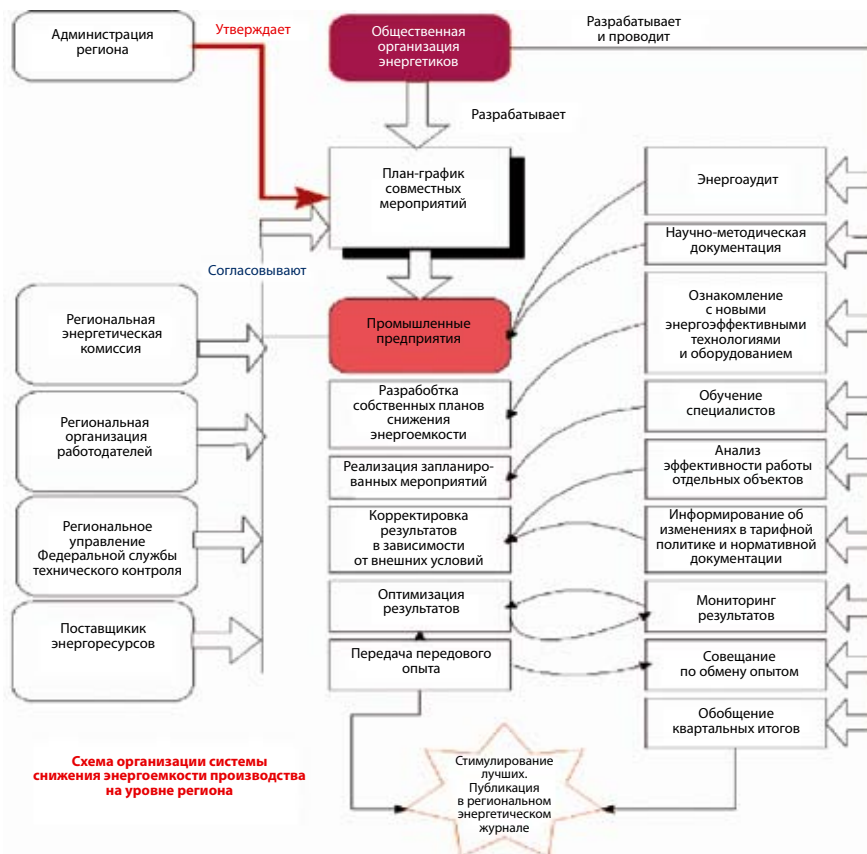 Администрация
региона
Утверждает
Общественная
организация
энергетиков
Разрабатывает
и проводит
Разрабатывает
План-график
совместных
мероприятий
Согласовывают
Региональная
энергетическая
комиссия
Региональная
организация
работодателей
Региональное
управление
Федеральной службы
технического контроля
Поставщикик
энергоресурсов
Промышленные
предприятия
Разрабботка
собственных планов
снижения
энергоемкости
Реализация запланиро-
ванных мероприятий
Корректировка
результатов
в зависимости
от внешних условий
Оптимизация
результатов
Передача передового
опыта
Энергоаудит
Научно-методическая
документация
Ознакомление
с новыми
энергоэффективными
технологиями
и оборудованием
Обучение
специалистов
Анализ
эффективности работы
отдельных объектов
Информирование об
изменениях в тарифной
политике и нормативной
документации
Мониторинг
результатов
Совещание
по обмену опытом
Обобщение
квартальных итогов
Схема организации системы
снижения энергоемкости производства
на уровне региона
Стимулирование
лучших.
Публикация
в региональном
энергетическом
журнале